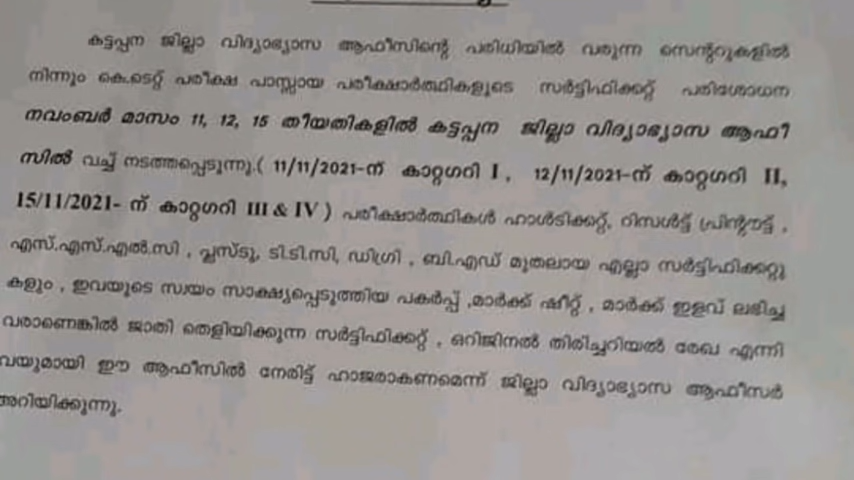 കട്ടപ്പന ജില്ലാ വിദ്യാഭ്യാസ ആഫീസിന്റെ പരിധിയിൽ വരുന്ന സെന്ററുകളിൽ
നിന്നും കെ.ടെറ്റ് പരീക്ഷ പാസ്സായ പരീക്ഷാർത്ഥികളുടെ സർട്ടിഫിക്കറ്റ് പരിശോധന
നവംബർ മാസം 11, 12, 15 തീയതികളിൽ കട്ടപ്പന ജില്ലാ വിദ്യാഭ്യാസ ആഫീ
സിൽ വച്ച് നടത്തപ്പെടുന്നു.( 11/11/2021-ന് കാറ്റഗറി I , 12/11/2021-ന് കാറ്റഗറി II,
15/11/2021- ന് കാറ്റഗറി III & IV ) പരീക്ഷാർത്ഥികൾ ഹാൾടിക്കറ്റ്, റിസൾട്ട് പ്രിന്റൗട്ട് ,
എസ്.എസ്.എൽ.സി , പ്ലസ്ടു, ടി.ടി.സി, ഡിഗ്രി , ബി.എഡ് മുതലായ എല്ലാ സർട്ടിഫിക്കറ്റു
കളും , ഇവയുടെ സ്വയം സാക്ഷ്യപ്പെടുത്തിയ പകർപ്പ് ,മാർക്ക് ഷീറ്റ് , മാർക്ക് ഇളവ് ലഭിച്ച
വരാണെങ്കിൽ ജാതി തെളിയിക്കുന്ന സർട്ടിഫിക്കറ്റ് , ഒറിജിനൽ തിരിച്ചറിയൽ രേഖ എന്നി
വയുമായി ഈ ആഫീസിൽ നേരിട്ട് ഹാജരാകണമെന്ന് ജില്ലാ വിദ്യാഭ്യാസ ആഫീസർ
അറിയിക്കുന്നു.